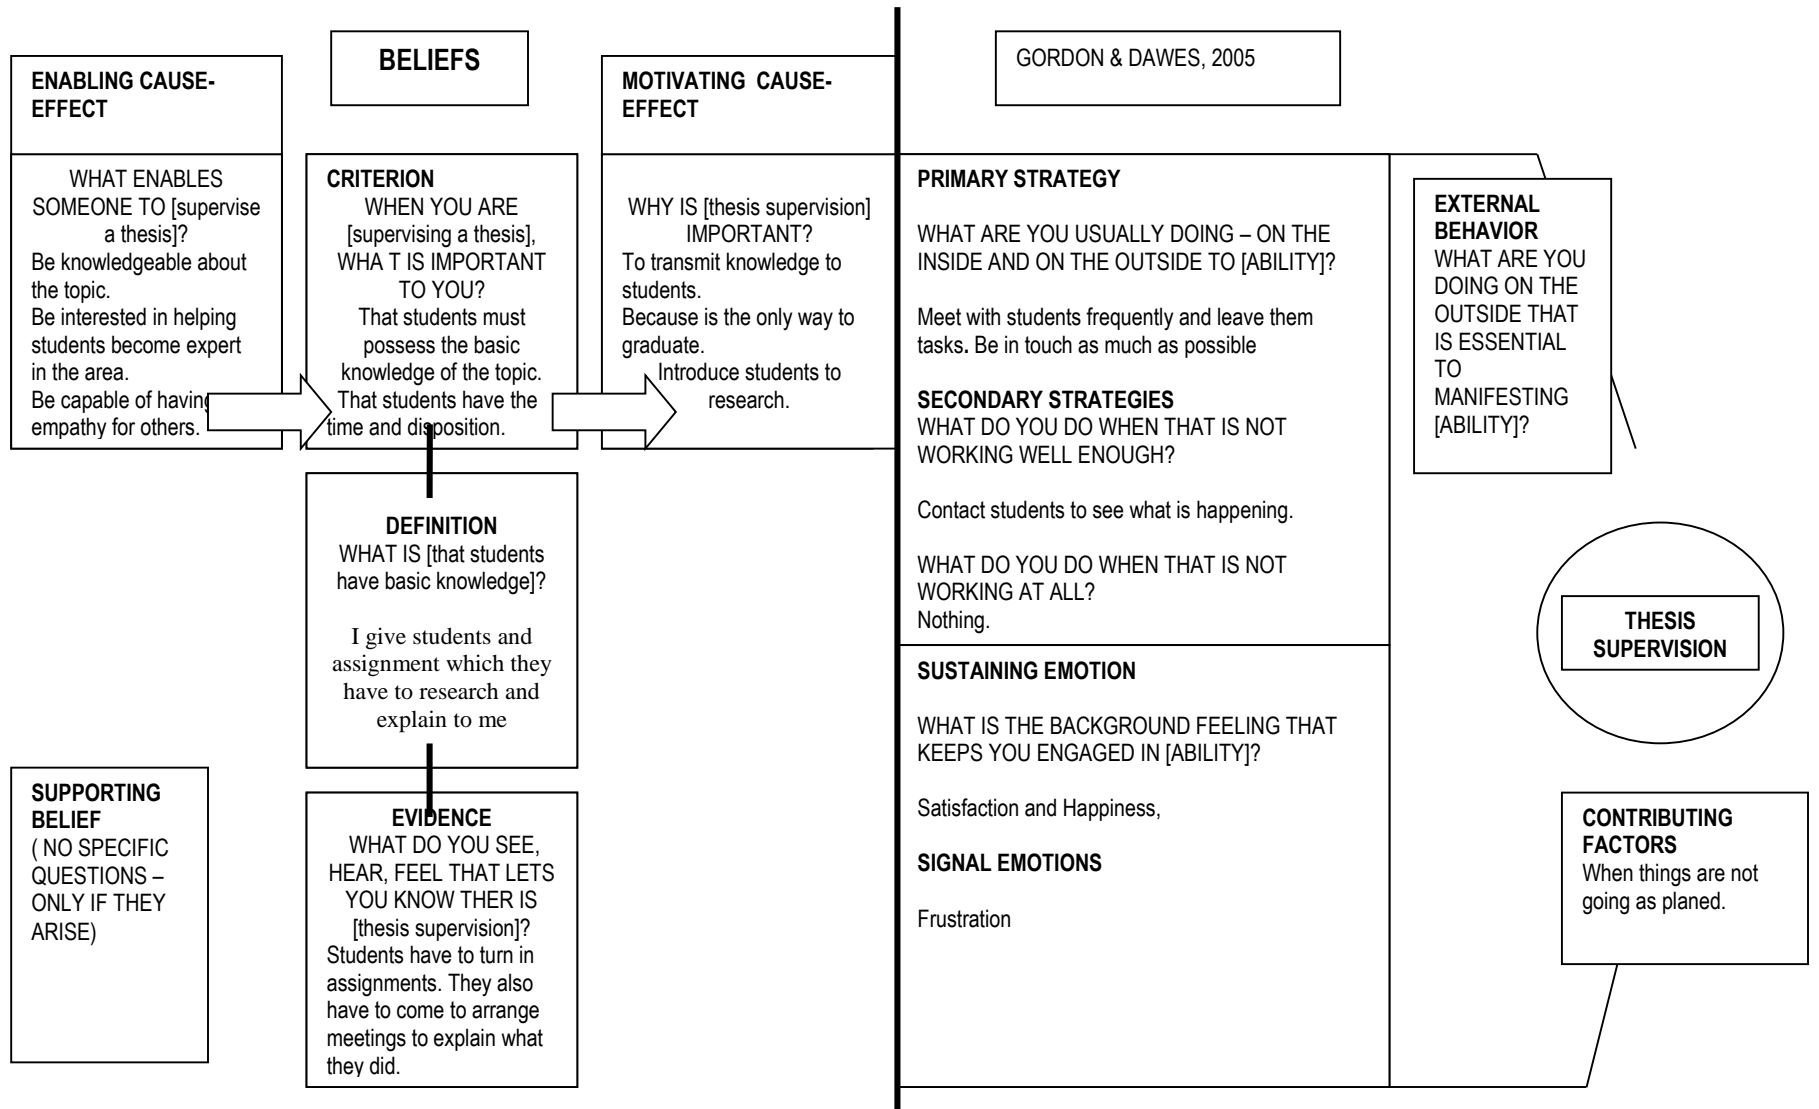 BELIEFS
GORDON & DAWES, 2005
ENABLING CAUSE-
EFFECT
WHAT ENABLES
SOMEONE TO [supervise
a thesis]?
Be knowledgeable about
the topic.
Be interested in helping
students become expert
in the area.
Be capable of having
empathy for others.
CRITERION
WHEN YOU ARE
[supervising a thesis],
WHA T IS IMPORTANT
TO YOU?
That students must
possess the basic
knowledge of the topic.
That students have the
time and disposition.
MOTIVATING CAUSE-
EFFECT
WHY IS [thesis supervision]
IMPORTANT?
To transmit knowledge to
students.
Because is the only way to
graduate.
Introduce students to
research.
DEFINITION
WHAT IS [that students
have basic knowledge]?
I give students and
assignment which they
have to research and
explain to me
EVIDENCE
WHAT DO YOU SEE,
HEAR, FEEL THAT LETS
YOU KNOW THER IS
[thesis supervision]?
Students have to turn in
assignments. They also
have to come to arrange
meetings to explain what
they did.
SUPPORTING
BELIEF
( NO SPECIFIC
QUESTIONS –
ONLY IF THEY
ARISE)
PRIMARY STRATEGY
WHAT ARE YOU USUALLY DOING – ON THE
INSIDE AND ON THE OUTSIDE TO [ABILITY]?
Meet with students frequently and leave them
tasks. Be in touch as much as possible
SECONDARY STRATEGIES
WHAT DO YOU DO WHEN THAT IS NOT
WORKING WELL ENOUGH?
Contact students to see what is happening.
WHAT DO YOU DO WHEN THAT IS NOT
WORKING AT ALL?
Nothing.
SUSTAINING EMOTION
WHAT IS THE BACKGROUND FEELING THAT
KEEPS YOU ENGAGED IN [ABILITY]?
Satisfaction and Happiness,
SIGNAL EMOTIONS
Frustration
EXTERNAL
BEHAVIOR
WHAT ARE YOU
DOING ON THE
OUTSIDE THAT
IS ESSENTIAL
TO
MANIFESTING
[ABILITY]?
THESIS
SUPERVISION
CONTRIBUTING
FACTORS
When things are not
going as planed.